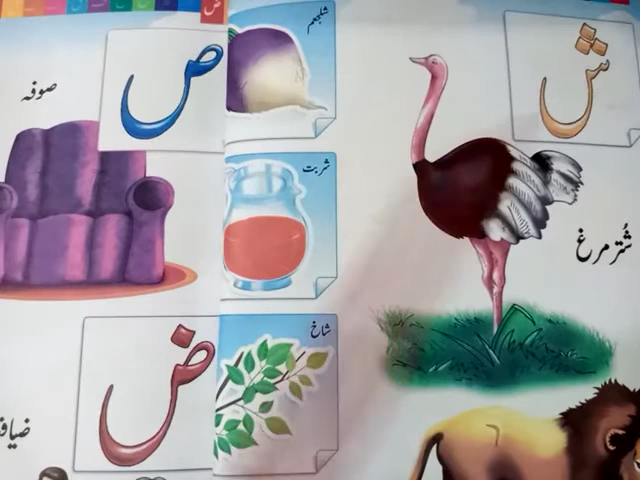 ش
شتر مرغ
شلجم
شربت
شاخ
ص
صوفہ
ض